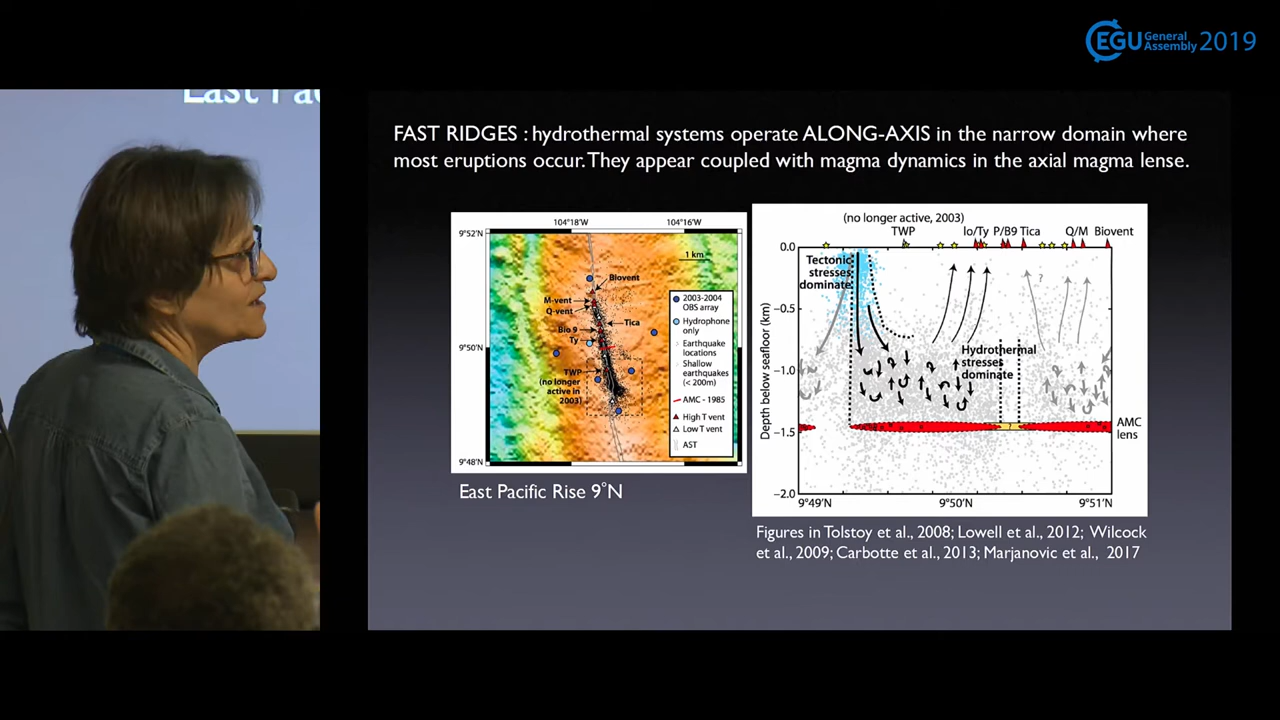 EGU General Assembly 2019
East Pac
FAST RIDGES : hydrothermal systems operate ALONG-AXIS in the narrow domain where
most eruptions occur. They appear coupled with magma dynamics in the axial magma lense.
104°18'W
104°16'W
9°52'N
9°50'N
9°48'N
1 km
Biovent
M-vent
Q-vent
Tica
Bio 9
Ty
TWP
(no longer
active in
2003)
2003-2004
OBS array
Hydrophone
only
Earthquake
locations
Shallow
earthquakes
(< 200m)
AMC - 1985
High T vent
Low T vent
AST
East Pacific Rise 9°N
(no longer active, 2003)
TWP
Io/Ty
P/B9
Tica
Q/M
Biovent
0.0
−0.5
−1.0
−1.5
−2.0
Depth below seafloor (km)
Tectonic
stresses
dominate
?
Hydrothermal
stresses
dominate
?
AMC
lens
9°49'N
9°50'N
9°51'N
Figures in Tolstoy et al., 2008; Lowell et al., 2012; Wilcock
et al., 2009; Carbotte et al., 2013; Marjanovic et al., 2017